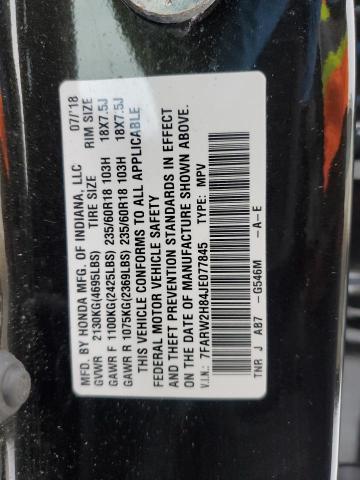 MFD. BY HONDA MFG. OF INDIANA, LLC 07/'18
GVWR 2130KG(4695LBS) TIRE SIZE RIM SIZE
GAWR F 1100KG(2425LBS) 235/60R18 103H 18X7.5J
GAWR R 1075KG(2369LBS) 235/60R18 103H 18X7.5J
THIS VEHICLE CONFORMS TO ALL APPLICABLE
FEDERAL MOTOR VEHICLE SAFETY
AND THEFT PREVENTION STANDARDS IN EFFECT
ON THE DATE OF MANUFACTURE SHOWN ABOVE.
V.I.N.: 7FARW2H84JE077845 TYPE: MPV
TNR J AB7 -G546M -A-E